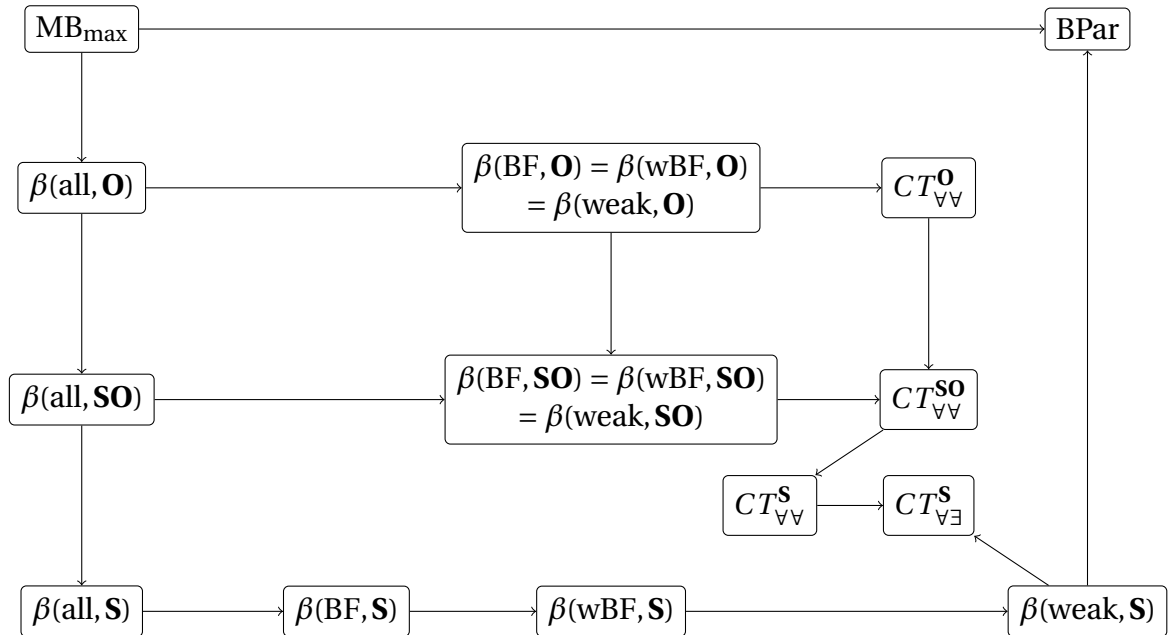 MB_max
BPar
β(all, O)
β(BF, O) = β(wBF, O)
= β(weak, O)
CT^O_∀∀
β(all, SO)
β(BF, SO) = β(wBF, SO)
= β(weak, SO)
CT^SO_∀∀
CT^S_∀∀
CT^S_∀∃
β(all, S)
β(BF, S)
β(wBF, S)
β(weak, S)